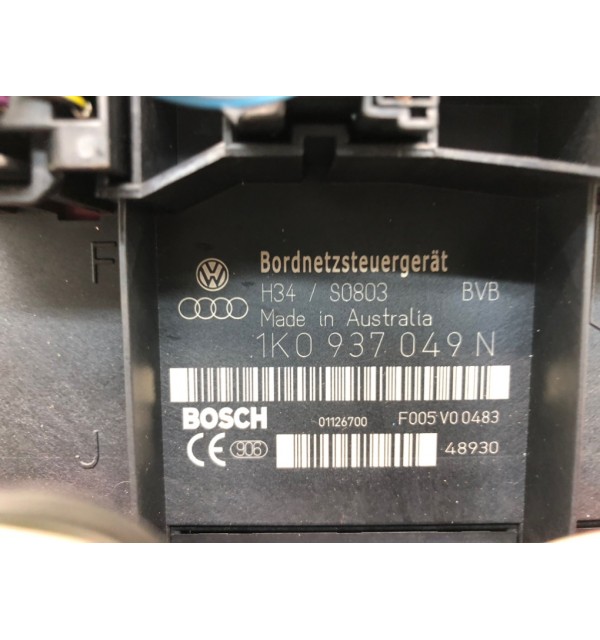 F
Bordnetzsteuergerät
H34 / S0803 BVB
Made in Australia
1K0 937 049 N
BOSCH 01126700 F005 V0 0483
CE 906 48930
J